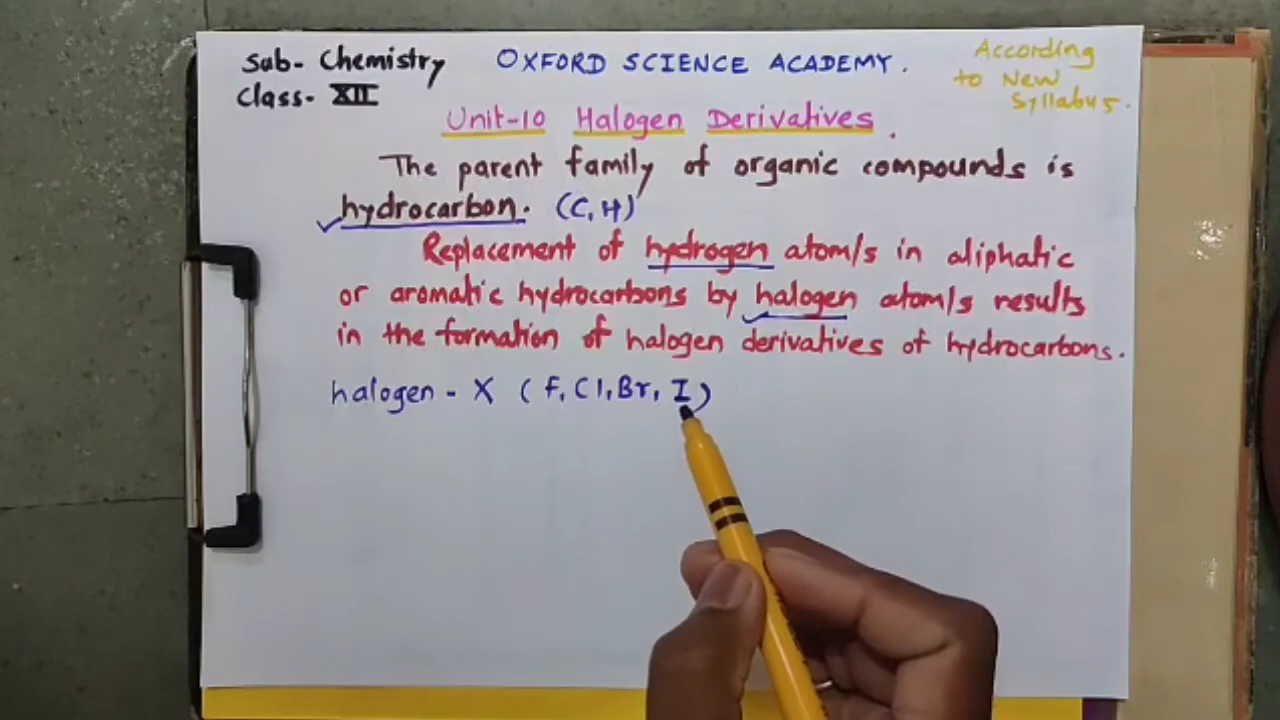 Sub- Chemistry
Class- XII
OXFORD SCIENCE ACADEMY.
According
to New
Syllabus.
Unit-10 Halogen Derivatives.
The parent family of organic compounds is
hydrocarbon. (C, H)
Replacement of hydrogen atom/s in aliphatic
or aromatic hydrocarbons by halogen atom/s results
in the formation of halogen derivatives of hydrocarbons.
halogen - X (F, Cl, Br, I)